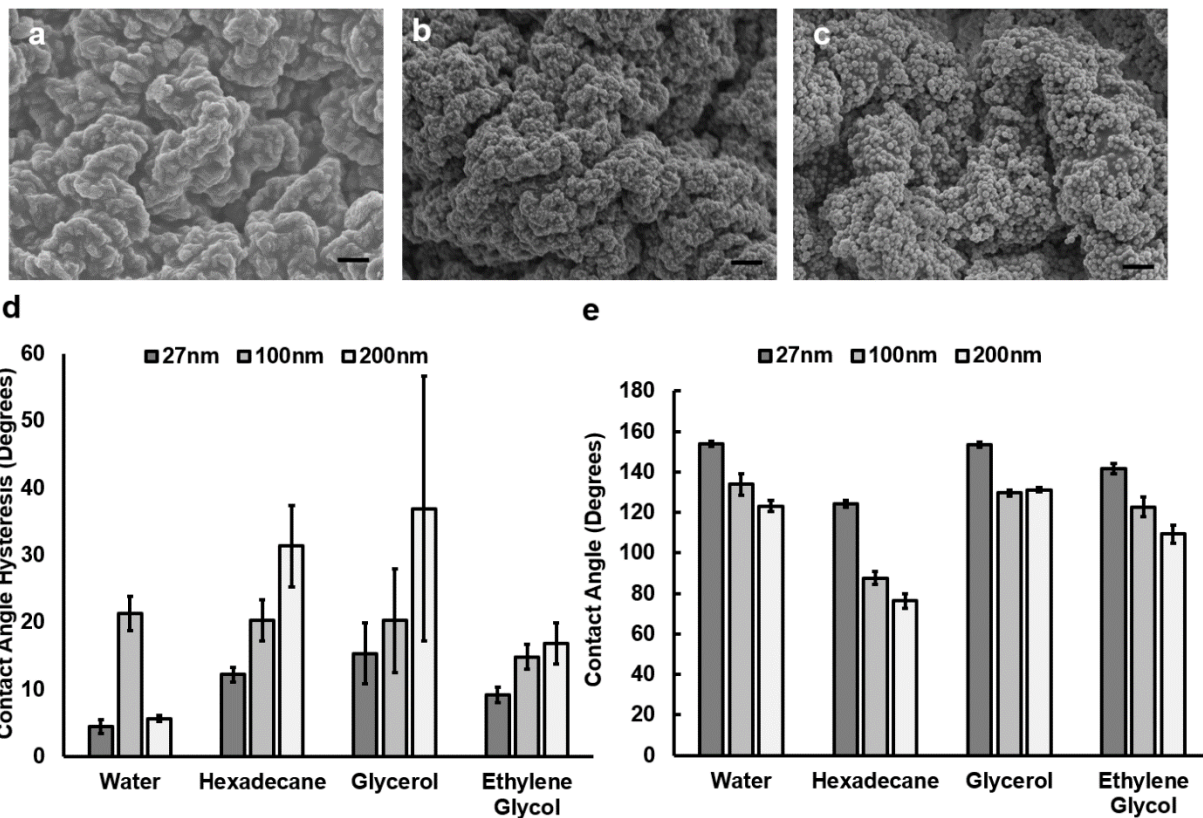 a
b
c
d
60
50
40
30
20
10
0
27nm 100nm 200nm
Contact Angle Hysteresis (Degrees)
Water Hexadecane Glycerol Ethylene
Glycol
e
180
160
140
120
100
80
60
40
20
0
27nm 100nm 200nm
Contact Angle (Degrees)
Water Hexadecane Glycerol Ethylene
Glycol